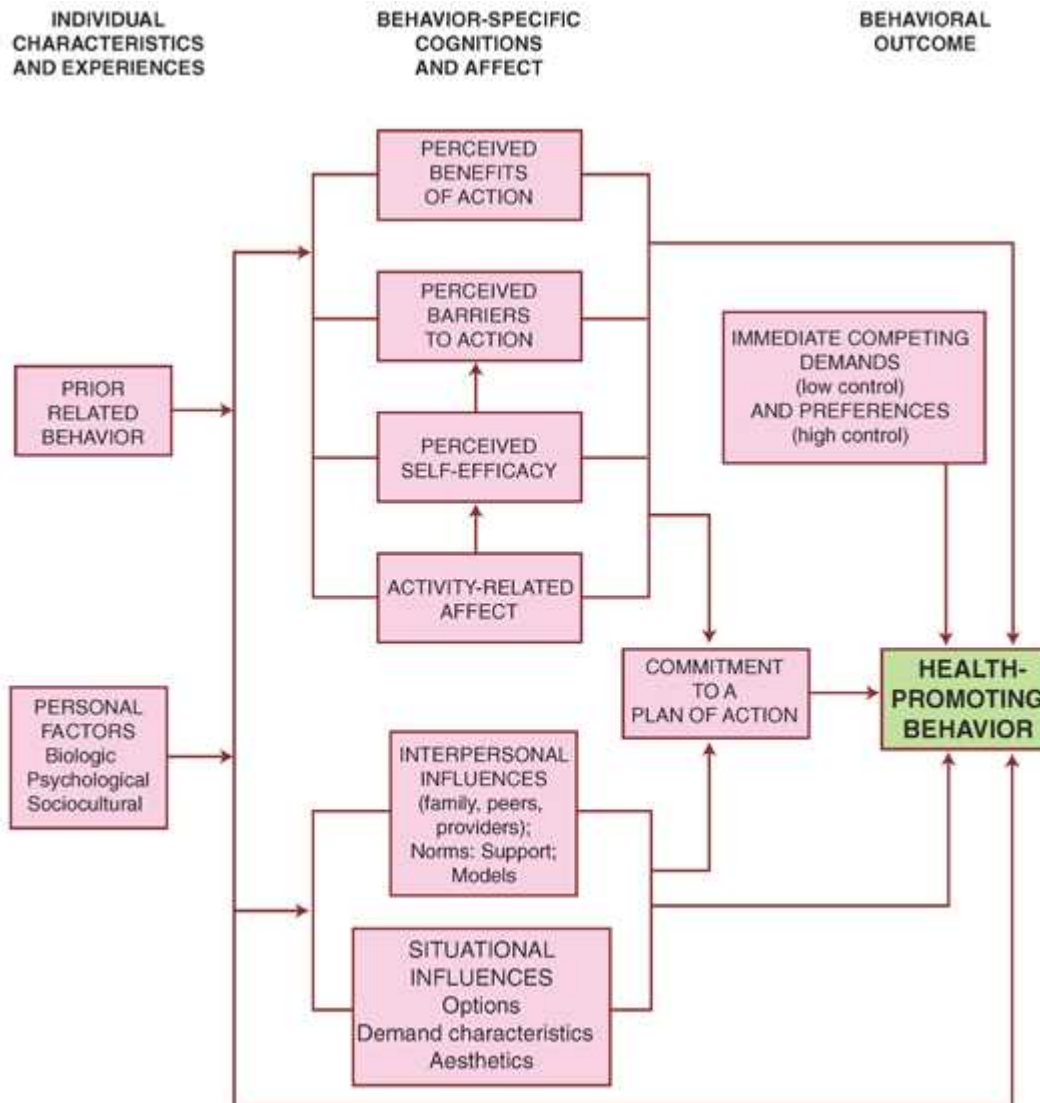 INDIVIDUAL
CHARACTERISTICS
AND EXPERIENCES
BEHAVIOR-SPECIFIC
COGNITIONS
AND AFFECT
BEHAVIORAL
OUTCOME
PERCEIVED
BENEFITS
OF ACTION
PERCEIVED
BARRIERS
TO ACTION
IMMEDIATE COMPETING
DEMANDS
(low control)
AND PREFERENCES
(high control)
PRIOR
RELATED
BEHAVIOR
PERCEIVED
SELF-EFFICACY
ACTIVITY-RELATED
AFFECT
COMMITMENT
TO A
PLAN OF ACTION
HEALTH-
PROMOTING
BEHAVIOR
PERSONAL
FACTORS
Biologic
Psychological
Sociocultural
INTERPERSONAL
INFLUENCES
(family, peers,
providers);
Norms: Support;
Models
SITUATIONAL
INFLUENCES
Options
Demand characteristics
Aesthetics